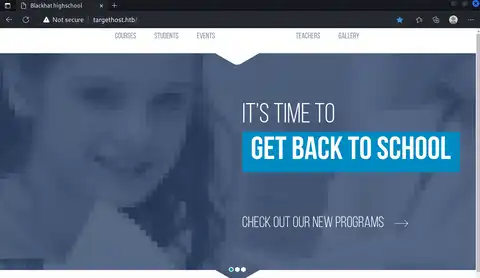 Blackhat highschool
Not secure targethost.htb/
COURSES STUDENTS EVENTS TEACHERS GALLERY
IT'S TIME TO
GET BACK TO SCHOOL
CHECK OUT OUR NEW PROGRAMS